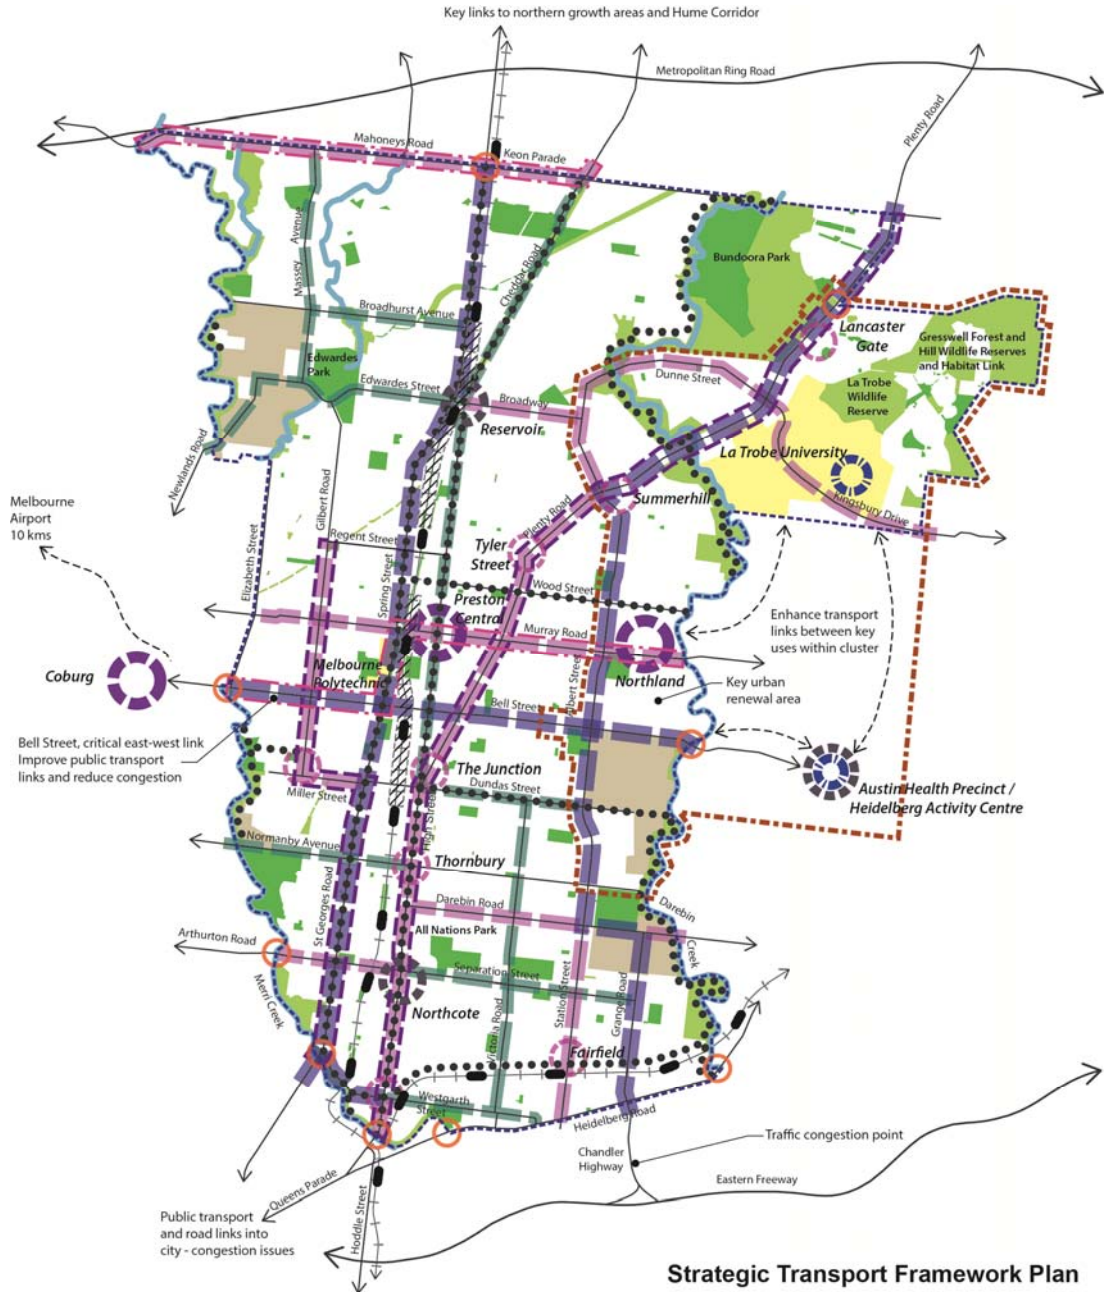 Key links to northern growth areas and Hume Corridor
Metropolitan Ring Road
Plenty Road
Mahoneys Road
Keon Parade
Massey Avenue
Cheddar Road
Bundoora Park
Broadhurst Avenue
Lancaster
Gate
Gresswell Forest and
Hill Wildlife Reserves
and Habitat Link
Edwardes
Park
Edwardes Street
Dunne Street
La Trobe
Wildlife
Reserve
Broadway
Reservoir
Newlands Road
La Trobe University
Melbourne
Airport
10 kms
Gilbert Road
Summerhill
Kingsbury Drive
Elizabeth Street
Regent Street
Spring Street
Tyler
Street
Plenty Road
Wood Street
Preston
Central
Murray Road
Enhance transport
links between key
uses within cluster
Coburg
Melbourne
Polytechnic
Northland
Key urban
renewal area
Albert Street
Bell Street
Bell Street, critical east-west link
Improve public transport
links and reduce congestion
The Junction
Miller Street
Dundas Street
Austin Health Precinct /
Heidelberg Activity Centre
High Street
Normanby Avenue
Thornbury
St Georges Road
Darebin Road
Darebin
Creek
All Nations Park
Arthurton Road
Separation Street
Merri Creek
Northcote
Victoria Road
Station Street
Grange Road
Fairfield
Westgarth
Street
Heidelberg Road
Traffic congestion point
Chandler
Highway
Eastern Freeway
Queens Parade
Hoddle Street
Public transport
and road links into
city - congestion issues
Strategic Transport Framework Plan